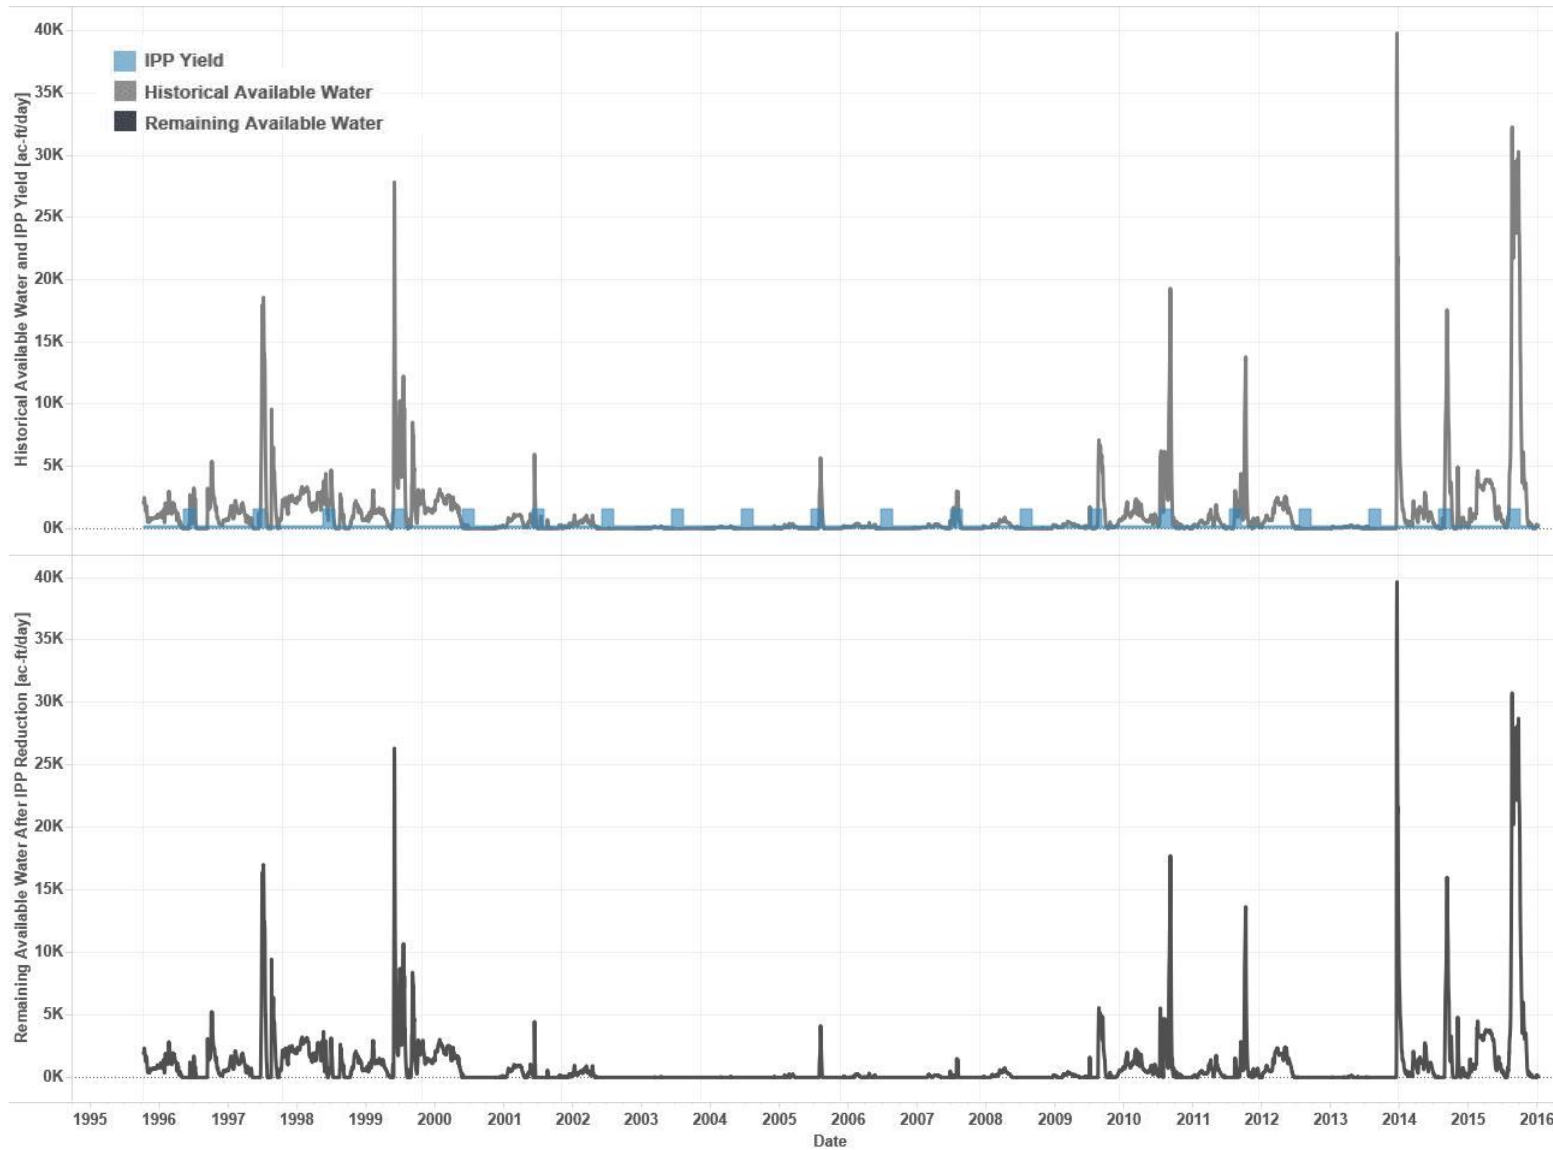 40K
35K
30K
25K
20K
15K
10K
5K
0K
Historical Available Water and IPP Yield [ac-ft/day]
IPP Yield
Historical Available Water
Remaining Available Water
40K
35K
30K
25K
20K
15K
10K
5K
0K
Remaining Available Water After IPP Reduction [ac-ft/day]
1995 1996 1997 1998 1999 2000 2001 2002 2003 2004 2005 2006 2007 2008 2009 2010 2011 2012 2013 2014 2015 2016
Date